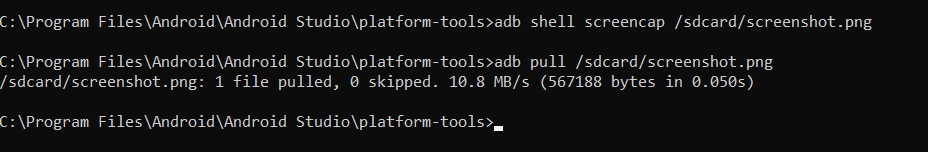 C:\Program Files\Android\Android Studio\platform-tools>adb shell screencap /sdcard/screenshot.png
C:\Program Files\Android\Android Studio\platform-tools>adb pull /sdcard/screenshot.png
/sdcard/screenshot.png: 1 file pulled, 0 skipped. 10.8 MB/s (567188 bytes in 0.050s)
C:\Program Files\Android\Android Studio\platform-tools>